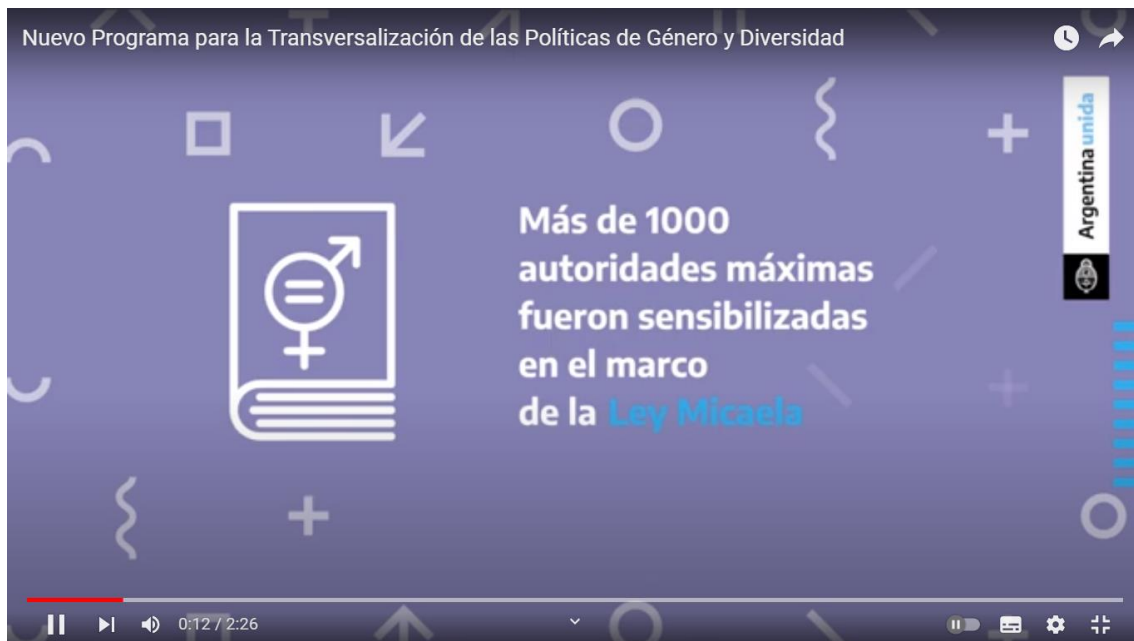 Nuevo Programa para la Transversalización de las Políticas de Género y Diversidad
Más de 1000
autoridades máximas
fueron sensibilizadas
en el marco
de la Ley Micaela
Argentina unida
0:12 / 2:26